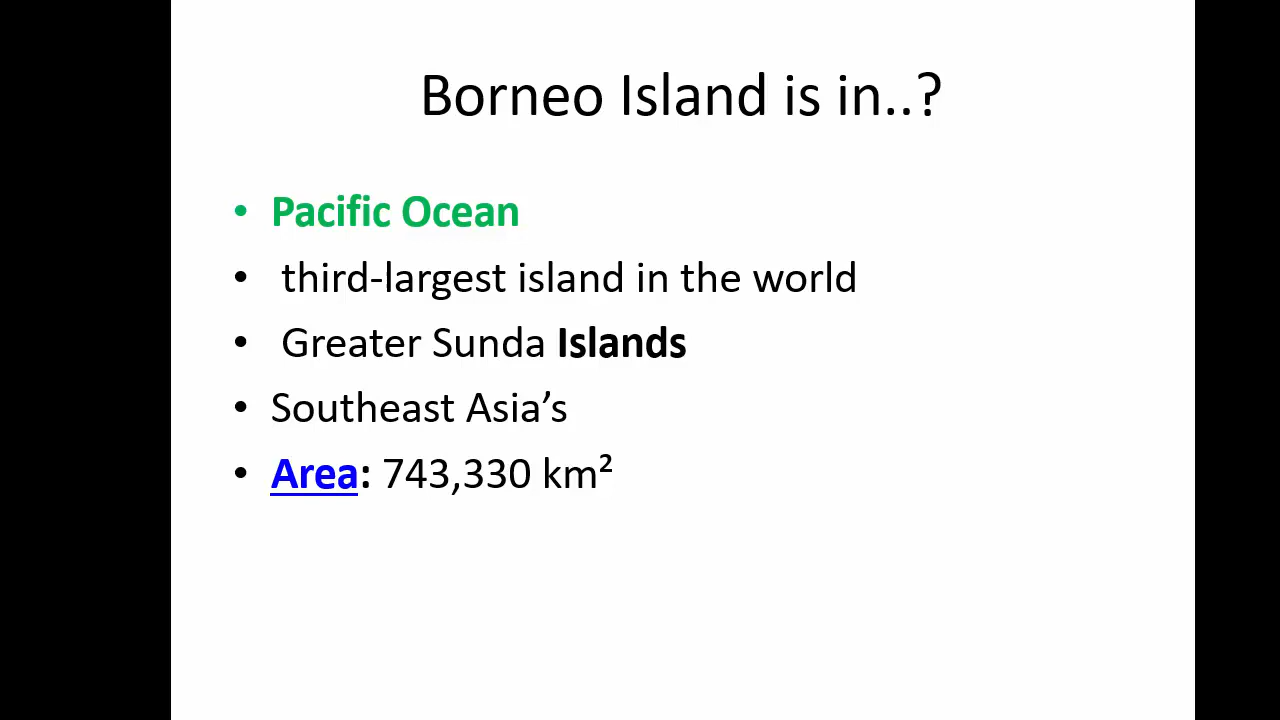 Borneo Island is in..?
• Pacific Ocean
• third-largest island in the world
• Greater Sunda Islands
• Southeast Asia’s
• Area: 743,330 km²